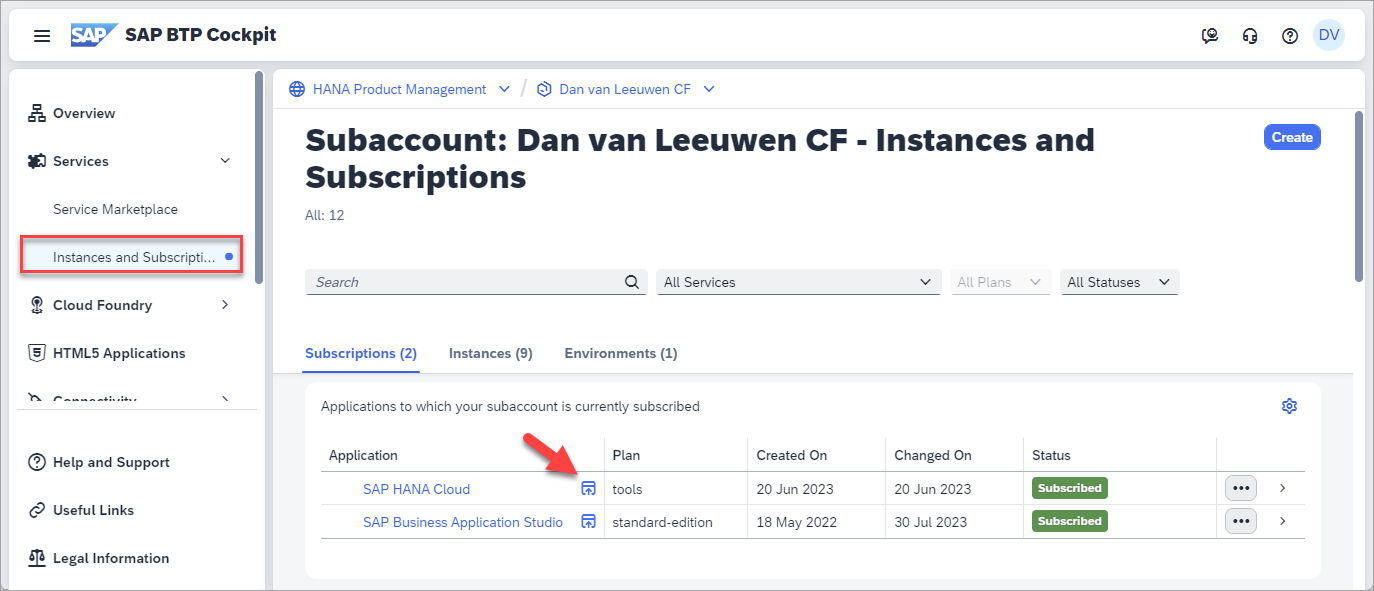 SAP SAP BTP Cockpit
DV
Overview
Services
Service Marketplace
Instances and Subscripti...
Cloud Foundry
HTML5 Applications
Connectivity
Help and Support
Useful Links
Legal Information
HANA Product Management / Dan van Leeuwen CF
Subaccount: Dan van Leeuwen CF - Instances and
Subscriptions
Create
All: 12
Search All Services All Plans All Statuses
Subscriptions (2) Instances (9) Environments (1)
Applications to which your subaccount is currently subscribed
Application Plan Created On Changed On Status
SAP HANA Cloud tools 20 Jun 2023 20 Jun 2023 Subscribed
SAP Business Application Studio standard-edition 18 May 2022 30 Jul 2023 Subscribed